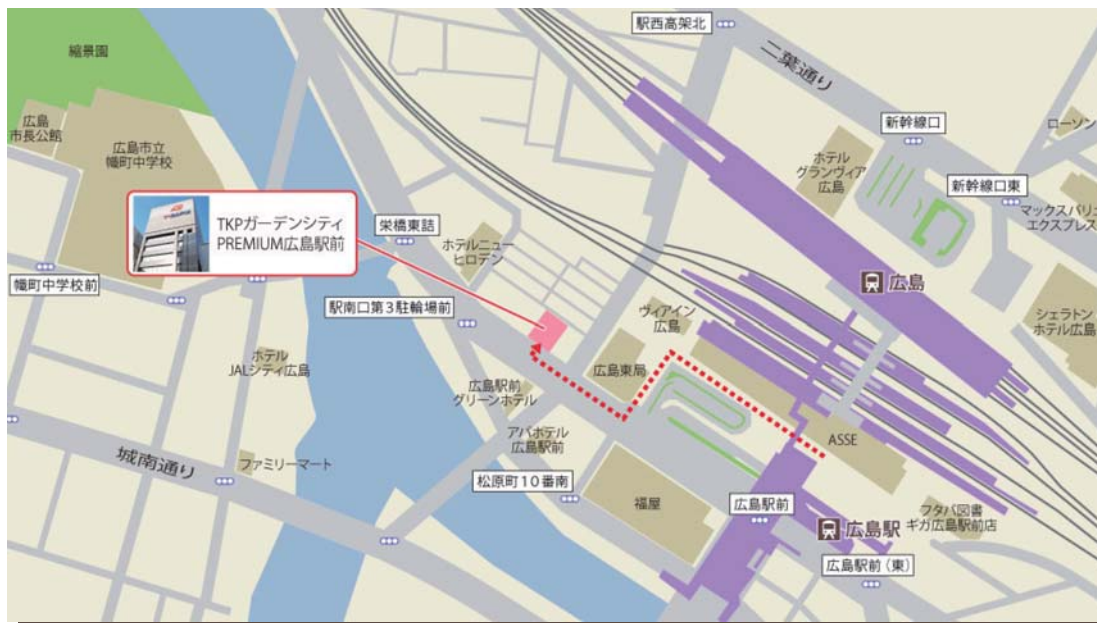 駅西高架北
二葉通り
縮景園
広島
市長公館
広島市立
幟町中学校
新幹線口
ローソン
ホテル
グランヴィア
広島
新幹線口東
マックスバリュ
エクスプレス
TKPガーデンシティ
PREMIUM広島駅前
栄橋東詰
ホテルニュー
ヒロデン
幟町中学校前
広島
駅南口第3駐輪場前
ヴィアイン
広島
シェラトン
ホテル広島
ホテル
JALシティ広島
広島東局
広島駅前
グリーンホテル
アパホテル
広島駅前
ASSE
城南通り
ファミリーマート
松原町10番南
福屋
広島駅前
広島駅
フタバ図書
ギガ広島駅前店
広島駅前(東)